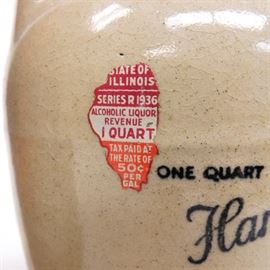 STATE OF
ILLINOIS
SERIES R 1936
ALCOHOLIC LIQUOR
REVENUE
1 QUART
TAX PAID AT
THE RATE OF
50¢
PER
GAL
ONE QUART
Har